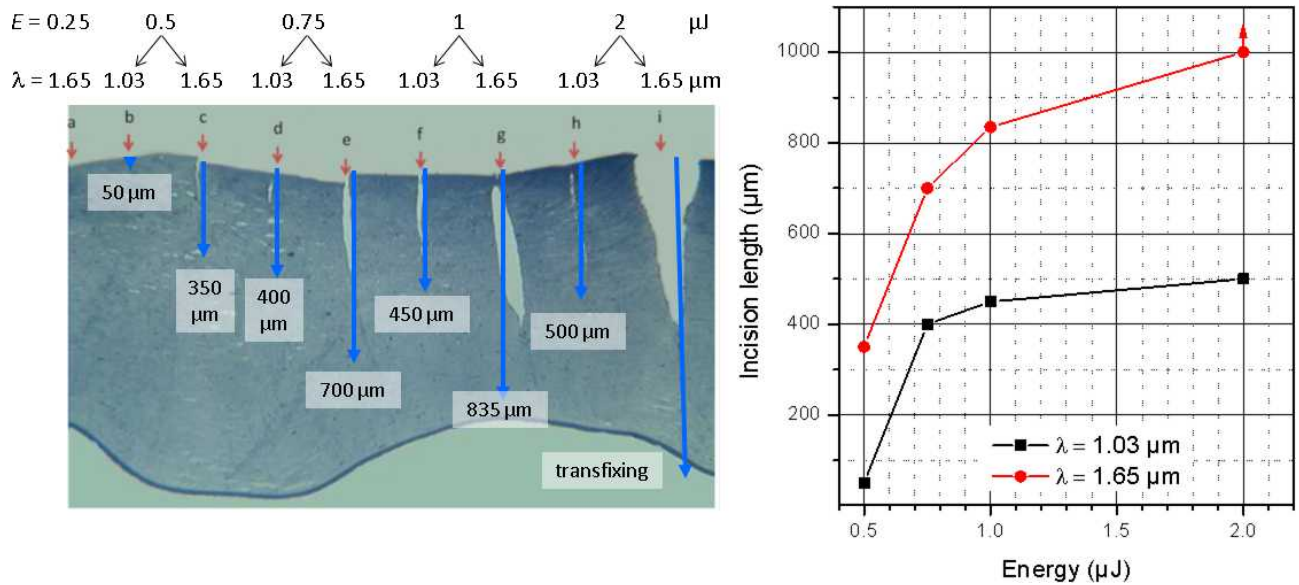 E = 0.25 0.5 0.75 1 2 µJ
λ = 1.65 1.03 1.65 1.03 1.65 1.03 1.65 1.03 1.65 µm
a b c d e f g h i
50 µm
350
µm
400
µm
700 µm
450 µm
835 µm
500 µm
transfixing
Incision length (µm)
1000
800
600
400
200
λ = 1.03 µm
λ = 1.65 µm
0.5 1.0 1.5 2.0
Energy (µJ)